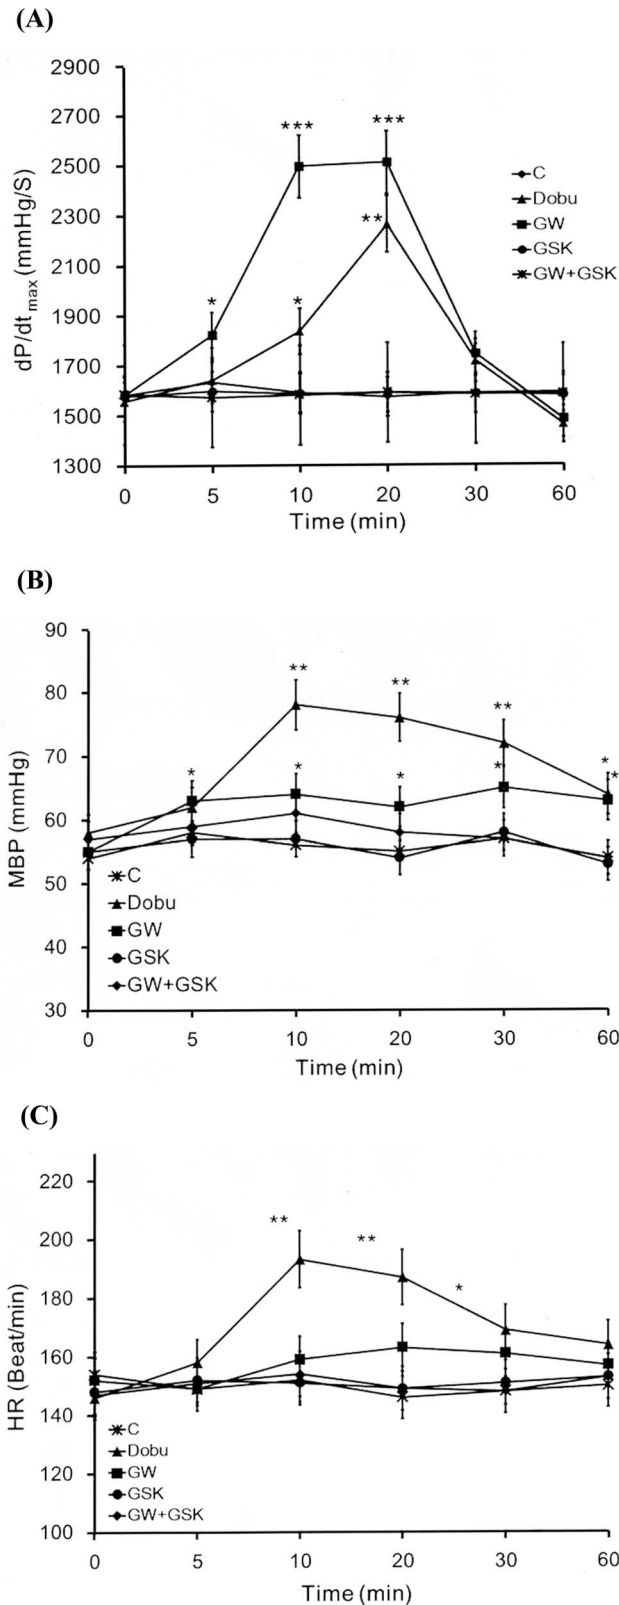 (A)
2900
2700
2500
2300
2100
1900
1700
1500
1300
dP/dtmax (mmHg/S)
***
***
**
*
*
C
Dobu
GW
GSK
GW+GSK
0 5 10 20 30 60
Time (min)
(B)
90
80
70
60
50
40
30
MBP (mmHg)
** ** **
* * * * * *
C
Dobu
GW
GSK
GW+GSK
0 5 10 20 30 60
Time (min)
(C)
220
200
180
160
140
120
100
HR (Beat/min)
** ** *
C
Dobu
GW
GSK
GW+GSK
0 5 10 20 30 60
Time (min)